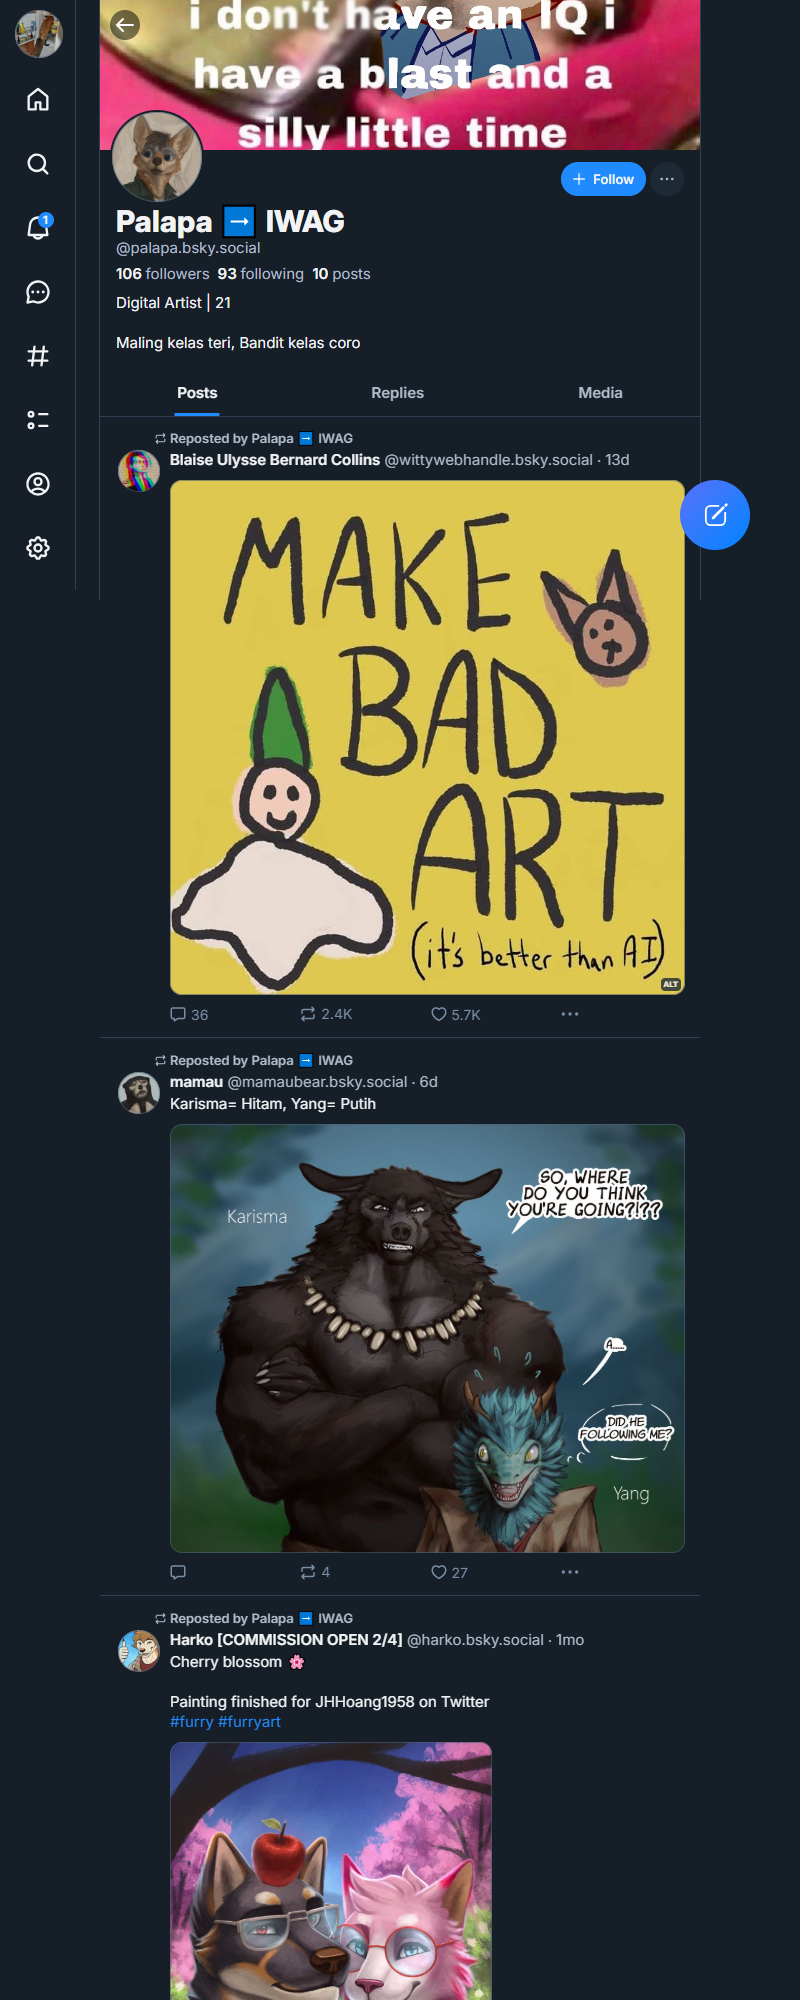 i don't have an IQ i
have a blast and a
silly little time
+ Follow
Palapa ➡️ IWAG
@palapa.bsky.social
106 followers 93 following 10 posts
Digital Artist | 21
Maling kelas teri, Bandit kelas coro
Posts Replies Media
Reposted by Palapa ➡️ IWAG
Blaise Ulysse Bernard Collins @wittywebhandle.bsky.social · 13d
1
MAKE
BAD
ART
(it's better than AI)
ALT
36 2.4K 5.7K
Reposted by Palapa ➡️ IWAG
mamau @mamaubear.bsky.social · 6d
Karisma= Hitam, Yang= Putih
SO, WHERE
DO YOU THINK
YOU'RE GOING?!??
Karisma
A....
DID HE
FOLLOWING ME?
Yang
4 27
Reposted by Palapa ➡️ IWAG
Harko [COMMISSION OPEN 2/4] @harko.bsky.social · 1mo
Cherry blossom 🌸
Painting finished for JHHoang1958 on Twitter
#furry #furryart